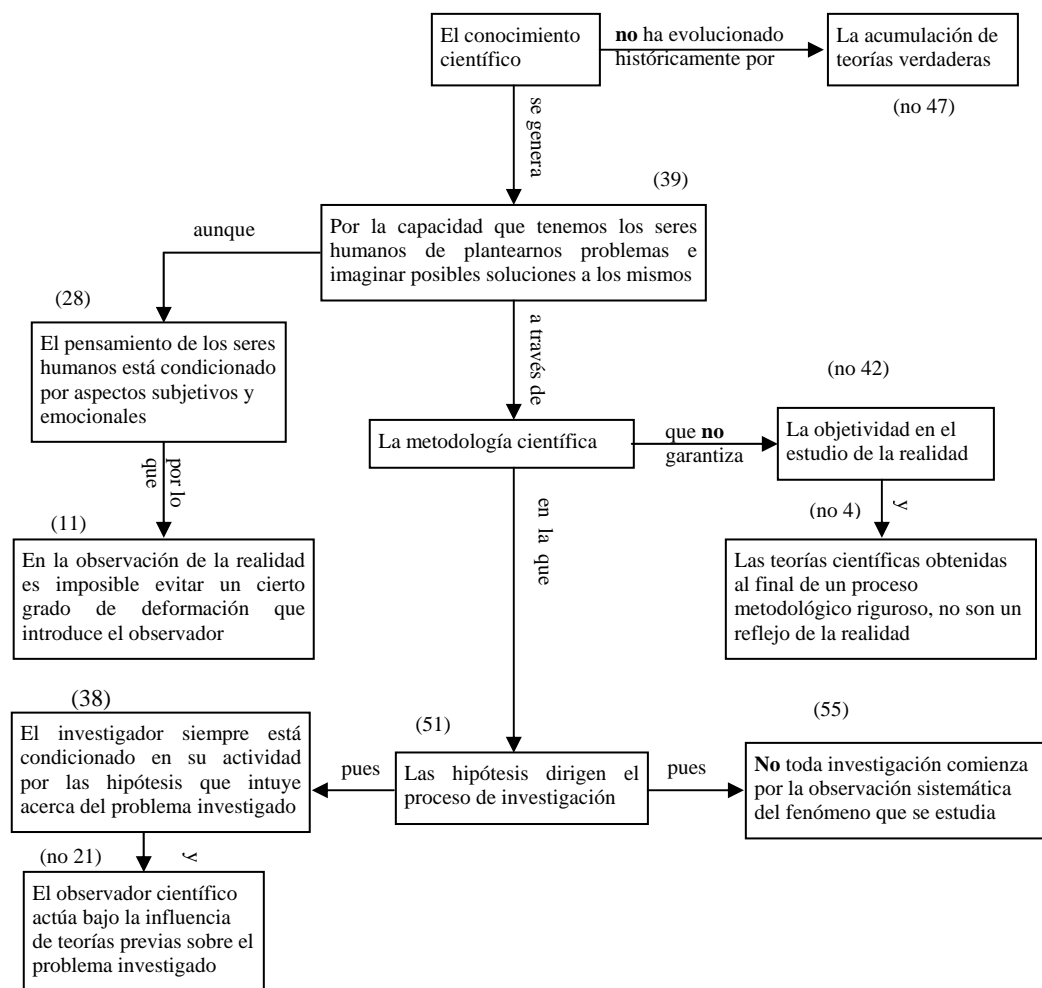 El conocimiento
científico
no ha evolucionado
históricamente por
La acumulación de
teorías verdaderas
(no 47)
se genera
(39)
Por la capacidad que tenemos los seres
humanos de plantearnos problemas e
imaginar posibles soluciones a los mismos
aunque
(28)
El pensamiento de los seres
humanos está condicionado
por aspectos subjetivos y
emocionales
a través de
(no 42)
La metodología científica
que no
garantiza
La objetividad en el
estudio de la realidad
por lo
que
(11)
En la observación de la realidad
es imposible evitar un cierto
grado de deformación que
introduce el observador
en la que
(no 4)
y
Las teorías científicas obtenidas
al final de un proceso
metodológico riguroso, no son un
reflejo de la realidad
(38)
El investigador siempre está
condicionado en su actividad
por las hipótesis que intuye
acerca del problema investigado
pues
(51)
Las hipótesis dirigen el
proceso de investigación
pues
(55)
No toda investigación comienza
por la observación sistemática
del fenómeno que se estudia
(no 21)
y
El observador científico
actúa bajo la influencia
de teorías previas sobre el
problema investigado